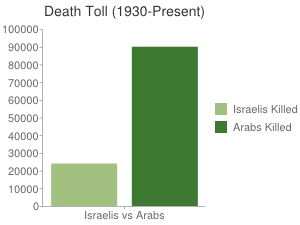 Death Toll (1930-Present)
100000
90000
80000
70000
60000
50000
40000
30000
20000
10000
0
Israelis vs Arabs
Israelis Killed
Arabs Killed